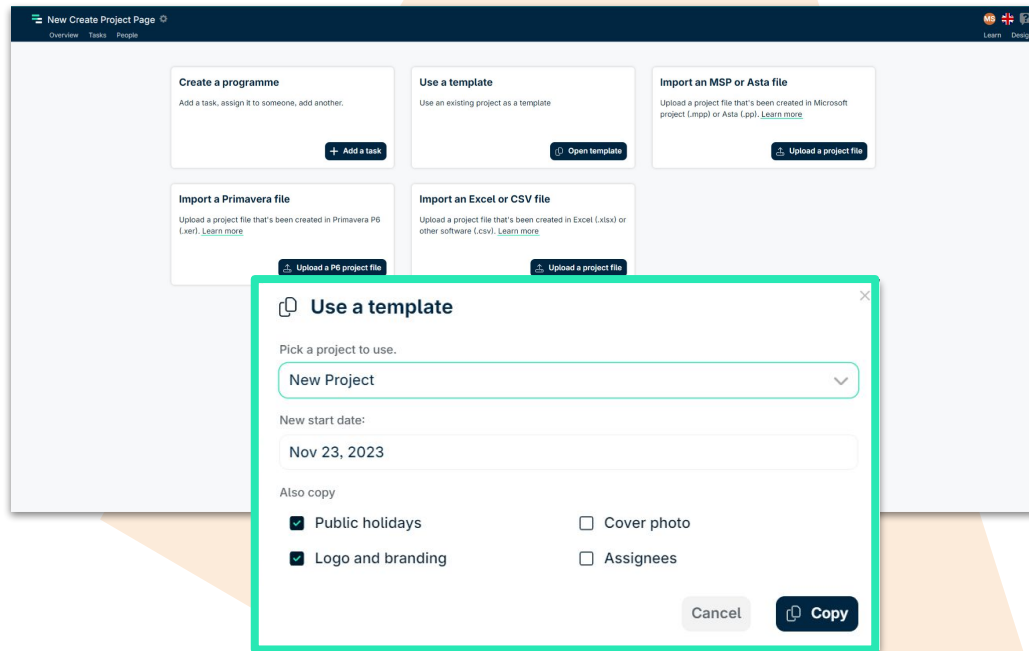 New Create Project Page
Overview Tasks People
MS
Learn Desig
Create a programme
Add a task, assign it to someone, add another.
+ Add a task
Use a template
Use an existing project as a template
Open template
Import an MSP or Asta file
Upload a project file that's been created in Microsoft
project (.mpp) or Asta (.pp). Learn more
Upload a project file
Import a Primavera file
Upload a project file that's been created in Primavera P6
(.xer). Learn more
Upload a P6 project file
Import an Excel or CSV file
Upload a project file that's been created in Excel (.xlsx) or
other software (.csv). Learn more
Upload a project file
Use a template
Pick a project to use.
New Project
New start date:
Nov 23, 2023
Also copy
Public holidays
Cover photo
Logo and branding
Assignees
Cancel
Copy